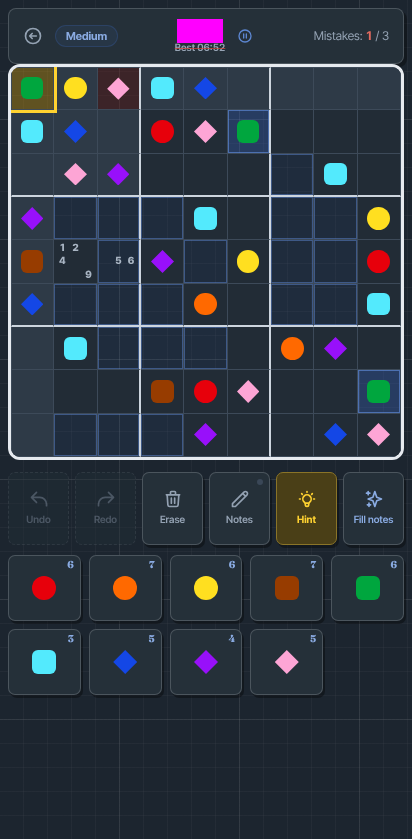 Medium
Best 06:52
Mistakes: 1 / 3
1 2
4 5 6
9
Undo
Redo
Erase
Notes
Hint
Fill notes
6
7
6
7
6
3
5
4
5